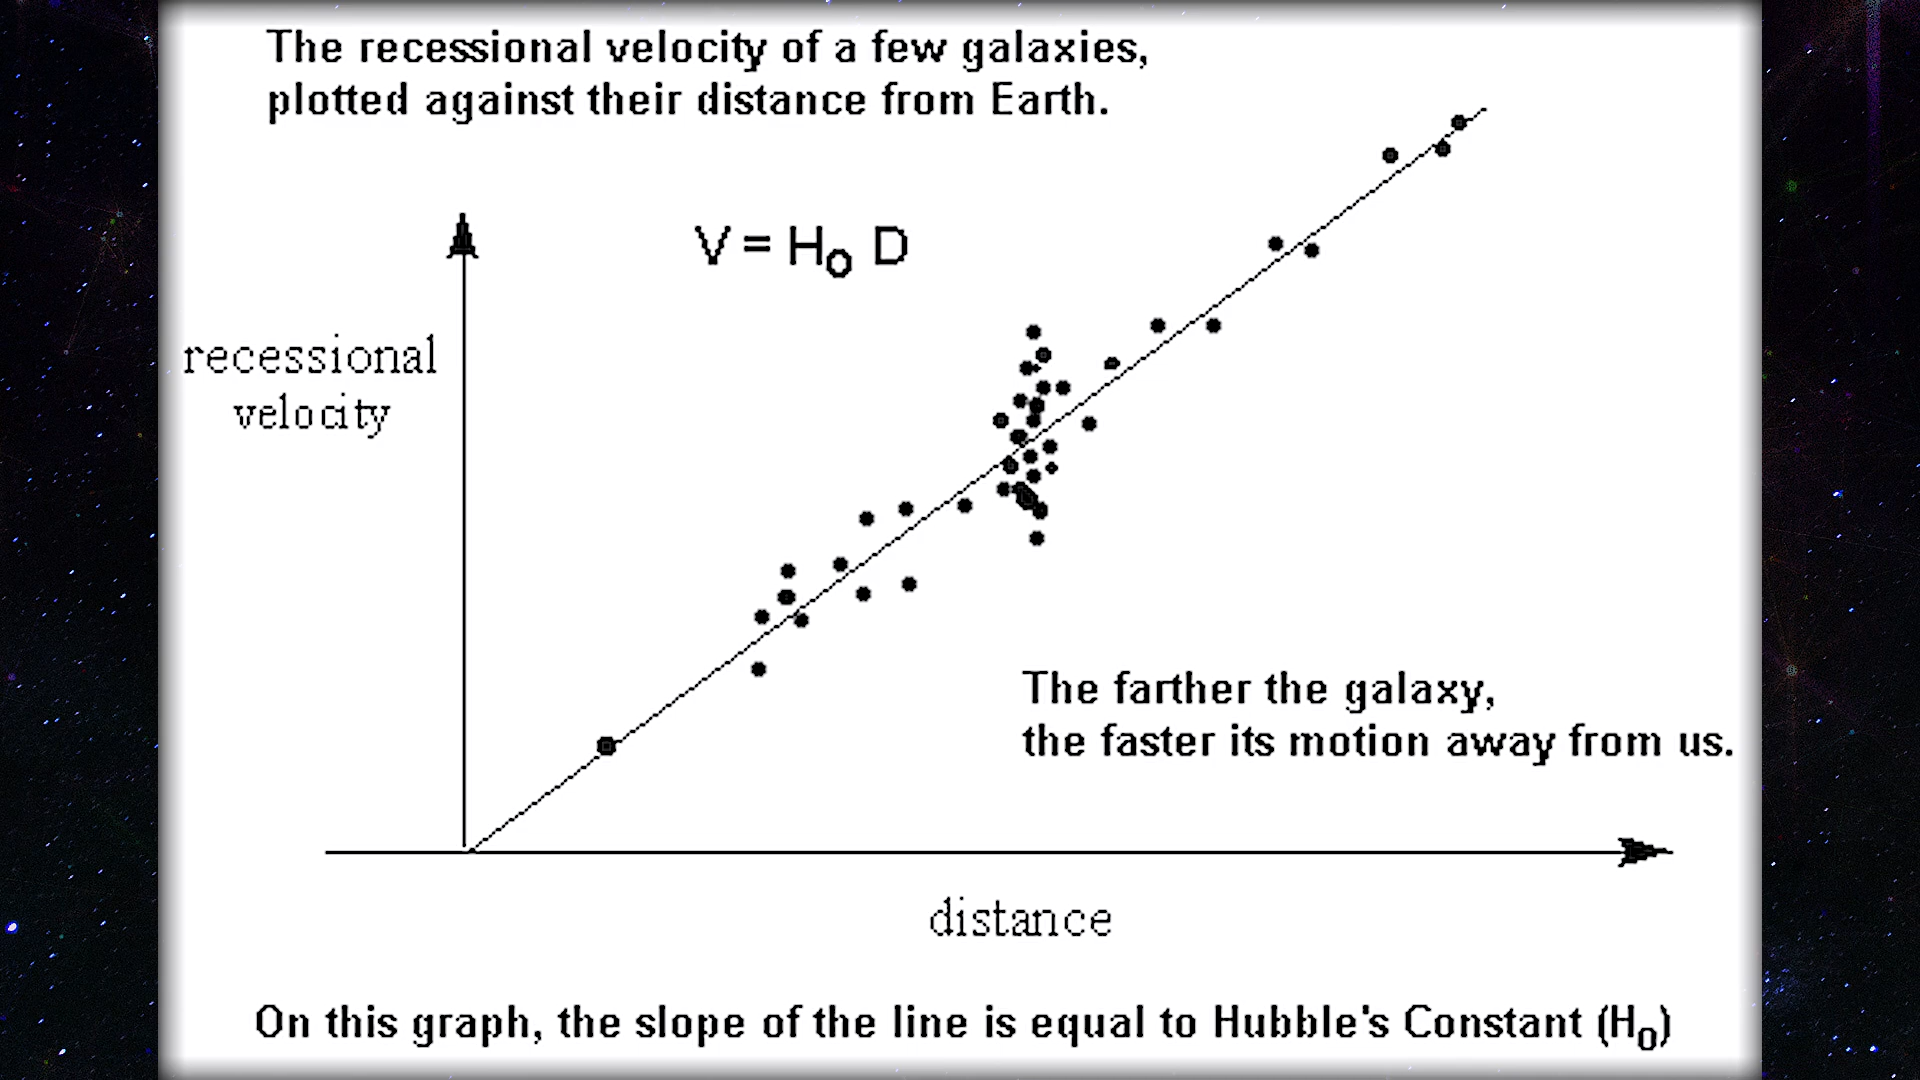 The recessional velocity of a few galaxies,
plotted against their distance from Earth.
V = H₀ D
recessional
velocity
The farther the galaxy,
the faster its motion away from us.
distance
On this graph, the slope of the line is equal to Hubble's Constant (H₀)